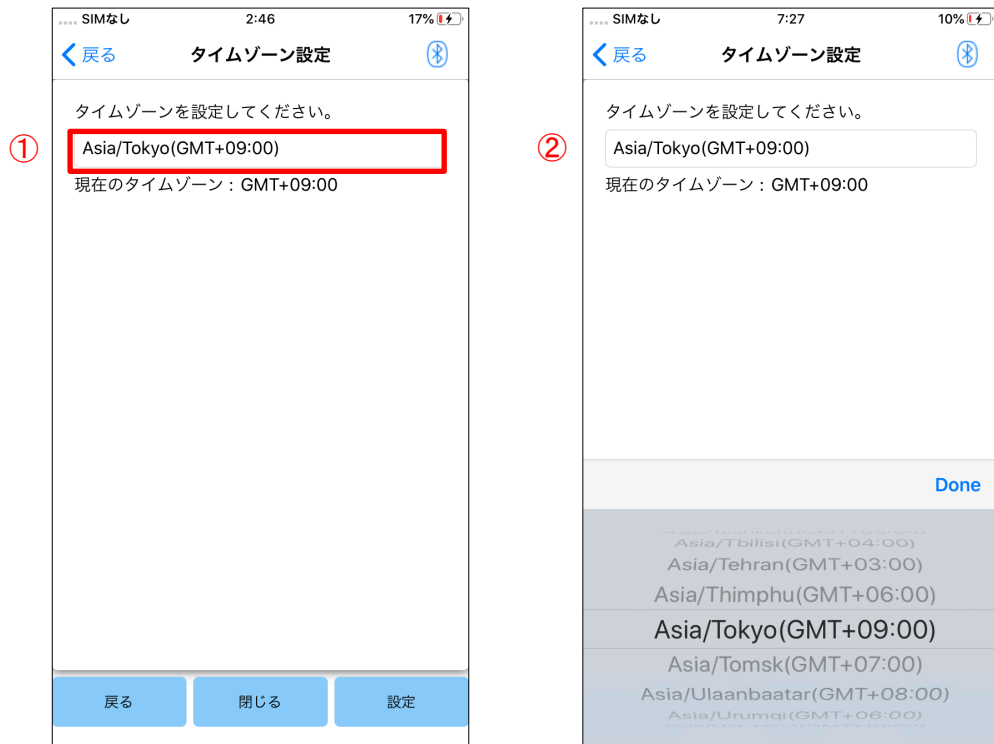 SIMなし 2:46 17%
戻る タイムゾーン設定
タイムゾーンを設定してください。
①
Asia/Tokyo(GMT+09:00)
現在のタイムゾーン : GMT+09:00
戻る 閉じる 設定
SIMなし 7:27 10%
戻る タイムゾーン設定
タイムゾーンを設定してください。
②
Asia/Tokyo(GMT+09:00)
現在のタイムゾーン : GMT+09:00
Done
Asia/Tbilisi(GMT+04:00)
Asia/Tehran(GMT+03:00)
Asia/Thimphu(GMT+06:00)
Asia/Tokyo(GMT+09:00)
Asia/Tomsk(GMT+07:00)
Asia/Ulaanbaatar(GMT+08:00)
Asia/Urumqi(GMT+06:00)